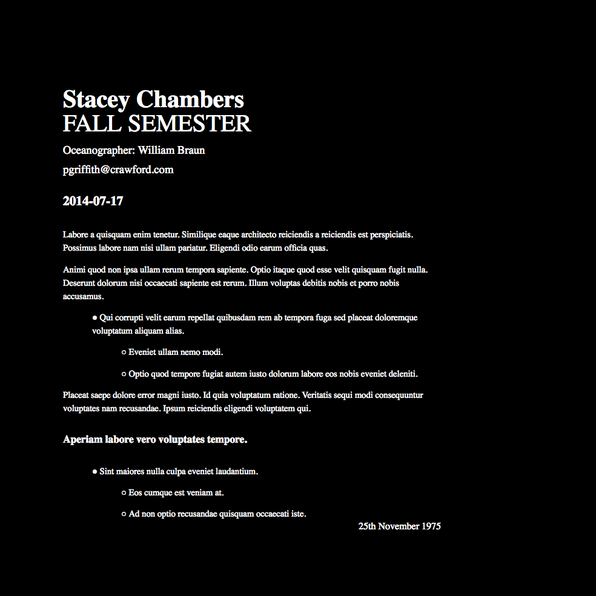 Stacey Chambers
FALL SEMESTER
Oceanographer: William Braun
pgriffith@crawford.com
2014-07-17
Labore a quisquam enim tenetur. Similique eaque architecto reiciendis a reiciendis est perspiciatis.
Possimus labore nam nisi ullam pariatur. Eligendi odio earum officia quas.
Animi quod non ipsa ullam rerum tempora sapiente. Optio itaque quod esse velit quisquam fugit nulla.
Deserunt dolorum nisi occaecati sapiente est rerum. Illum voluptas debitis nobis et porro nobis
accusamus.
● Qui corrupti velit earum repellat quibusdam rem ab tempora fuga sed placeat doloremque
voluptatum aliquam alias.
○ Eveniet ullam nemo modi.
○ Optio quod tempore fugiat autem iusto dolorum labore eos nobis eveniet deleniti.
Placeat saepe dolore error magni iusto. Id quia voluptatum ratione. Veritatis sequi modi consequuntur
voluptates nam recusandae. Ipsum reiciendis eligendi voluptatem qui.
Aperiam labore vero voluptates tempore.
● Sint maiores nulla culpa eveniet laudantium.
○ Eos cumque est veniam at.
○ Ad non optio recusandae quisquam occaecati iste.
25th November 1975